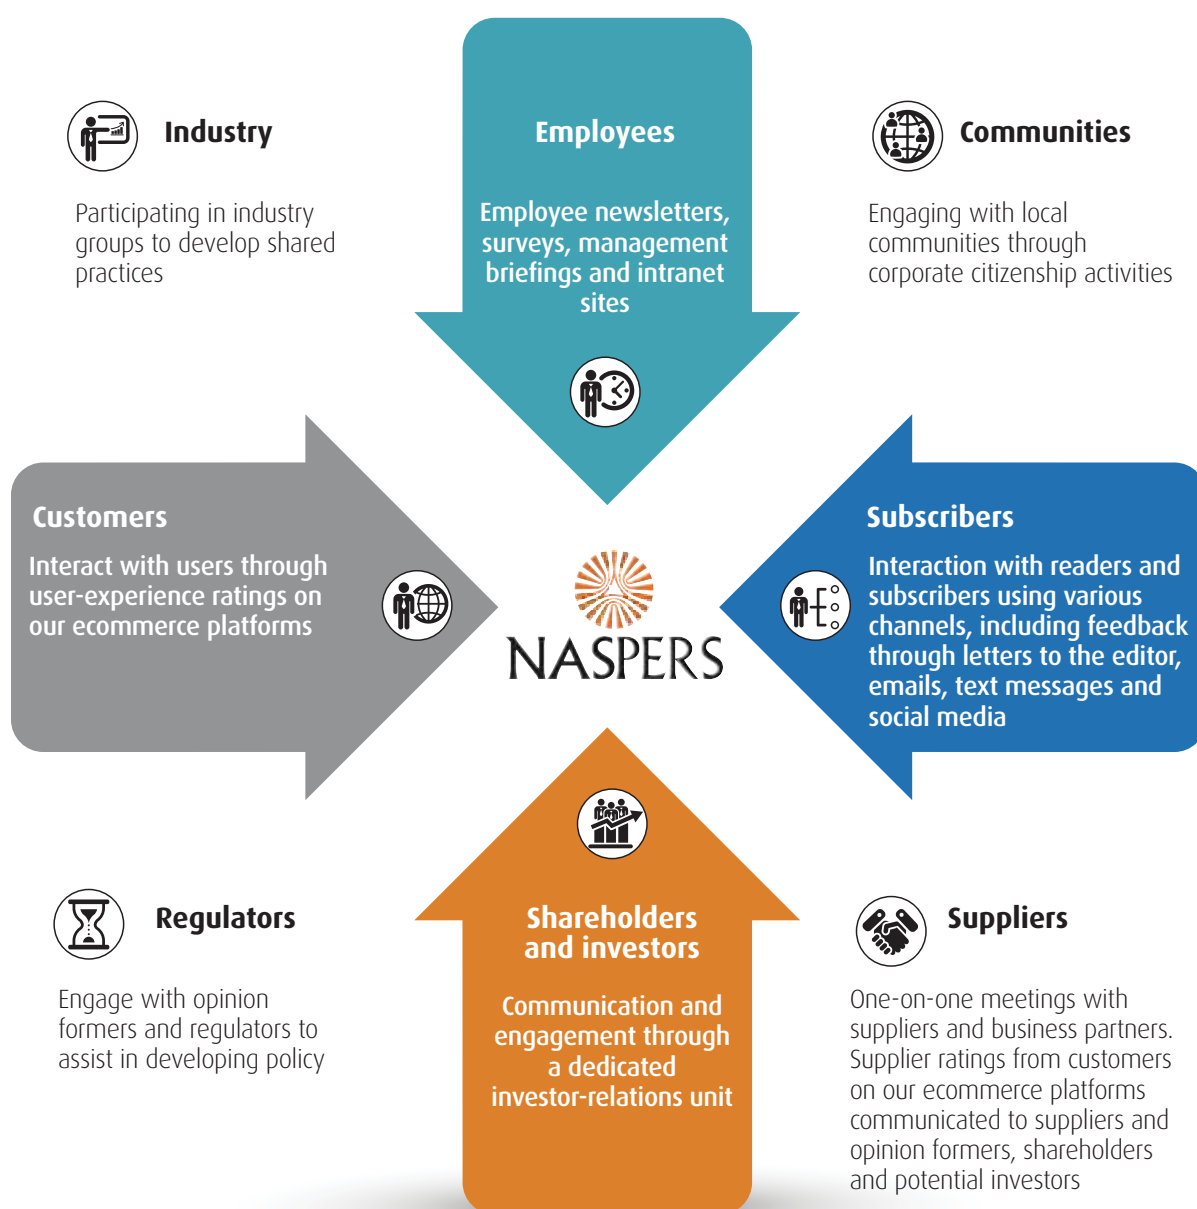 Industry
Participating in industry
groups to develop shared
practices
Employees
Employee newsletters,
surveys, management
briefings and intranet
sites
Communities
Engaging with local
communities through
corporate citizenship activities
Customers
Interact with users through
user-experience ratings on
our ecommerce platforms
NASPERS
Subscribers
Interaction with readers and
subscribers using various
channels, including feedback
through letters to the editor,
emails, text messages and
social media
Regulators
Engage with opinion
formers and regulators to
assist in developing policy
Shareholders
and investors
Communication and
engagement through
a dedicated
investor-relations unit
Suppliers
One-on-one meetings with
suppliers and business partners.
Supplier ratings from customers
on our ecommerce platforms
communicated to suppliers and
opinion formers, shareholders
and potential investors